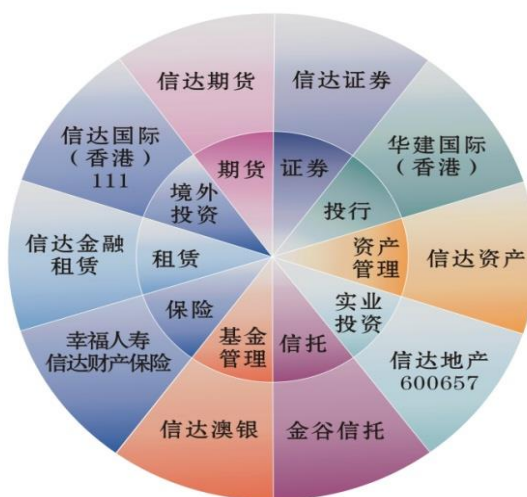 信达期货
信达证券
信达国际
（香港）
111
华建国际
（香港）
期货
证券
境外
投资
投行
信达金融
租赁
租赁
资产
管理
信达资产
保险
实业
投资
幸福人寿
信达财产保险
基金
管理
信托
信达地产
600657
信达澳银
金谷信托